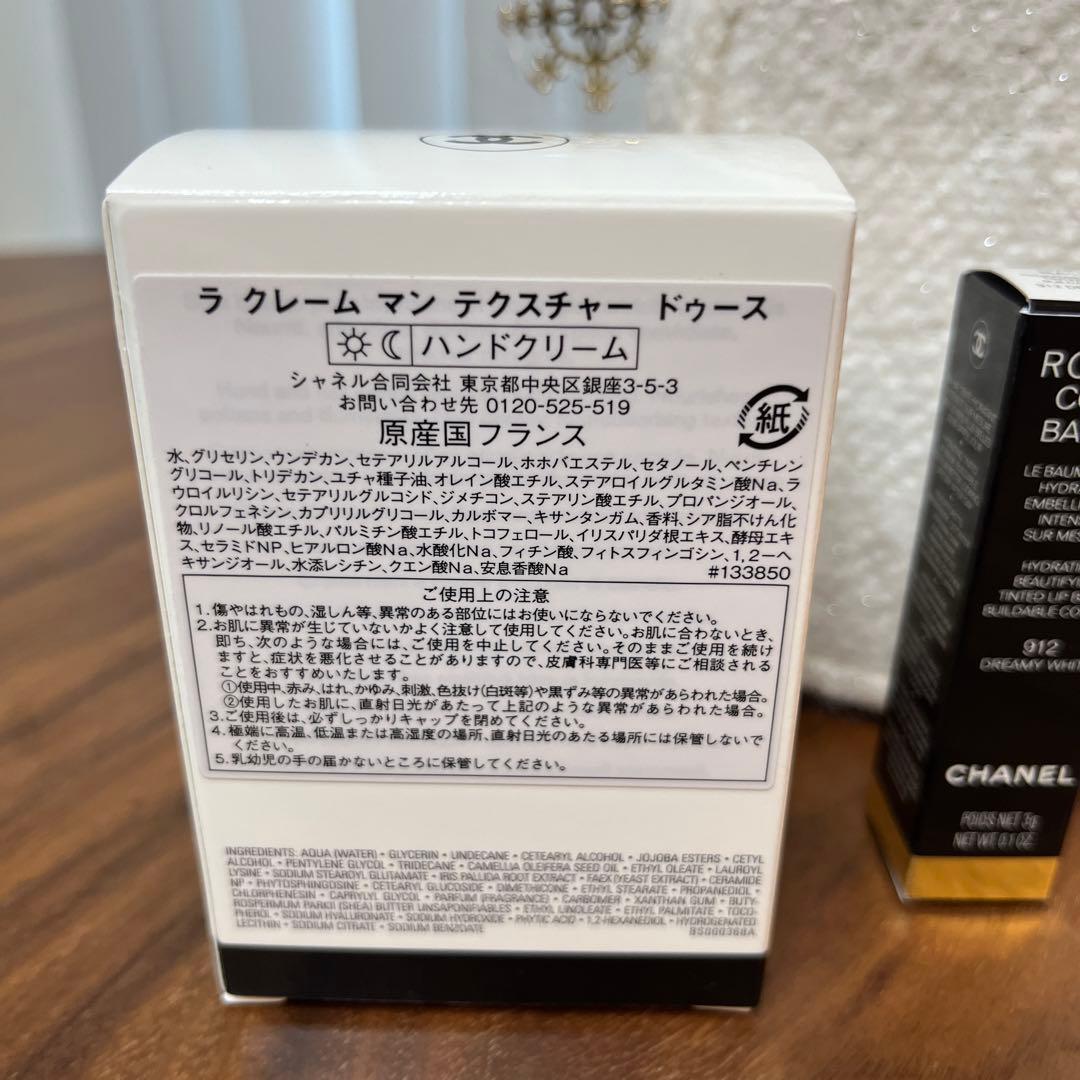 ラ クレーム マン テクスチャー ドゥース
ハンドクリーム
シャネル合同会社 東京都中央区銀座3-5-3
お問い合わせ先 0120-525-519
原産国フランス
紙
水、グリセリン、ウンデカン、セテアリルアルコール、ホホバエステル、セタノール、ペンチレン
グリコール、トリデカン、ユチャ種子油、オレイン酸エチル、ステアロイルグルタミン酸Na、ラ
ウロイルリシン、セテアリルグルコシド、ジメチコン、ステアリン酸エチル、プロパンジオール、
クロルフェネシン、カプリリルグリコール、カルボマー、キサンタンガム、香料、シア脂不けん化
物、リノール酸エチル、パルミチン酸エチル、トコフェロール、イリスパリダ根エキス、酵母エキ
ス、セラミドNP、ヒアルロン酸Na、水酸化Na、フィチン酸、フィトスフィンゴシン、1,2-ヘ
キサンジオール、水添レシチン、クエン酸Na、安息香酸Na #133850
ご使用上の注意
1.傷やはれもの、湿しん等、異常のある部位にはお使いにならないでください。
2.お肌に異常が生じていないかよく注意して使用してください。お肌に合わないとき、
即ち、次のような場合には、ご使用を中止してください。そのままご使用を続け
ますと、症状を悪化させることがありますので、皮膚科専門医等にご相談される
ことをおすすめいたします。
①使用中、赤み、はれ、かゆみ、刺激、色抜け(白斑等)や黒ずみ等の異常があらわれた場合。
②使用したお肌に、直射日光があたって上記のような異常があらわれた場合。
3.ご使用後は、必ずしっかりキャップを閉めてください。
4.極端に高温、低温または高湿度の場所、直射日光のあたる場所には保管しないで
ください。
5.乳幼児の手の届かないところに保管してください。
INGREDIENTS: AQUA (WATER) • GLYCERIN • UNDECANE • CETEARYL ALCOHOL • JOJOBA ESTERS • CETYL
ALCOHOL • PENTYLENE GLYCOL • TRIDECANE • CAMELLIA OLEIFERA SEED OIL • ETHYL OLEATE • LAUROYL
LYSINE • SODIUM STEAROYL GLUTAMATE • IRIS PALLIDA ROOT EXTRACT • FAEX (YEAST EXTRACT) • CERAMIDE
NP • PHYTOSPHINGOSINE • CETEARYL GLUCOSIDE • DIMETHICONE • ETHYL STEARATE • PROPANEDIOL •
CHLORPHENESIN • CAPRYLYL GLYCOL • PARFUM (FRAGRANCE) • CARBOMER • XANTHAN GUM • BUTY-
ROSPERMUM PARKII (SHEA) BUTTER UNSAPONIFIABLES • ETHYL LINOLEATE • ETHYL PALMITATE • TOCO-
PHEROL • SODIUM HYALURONATE • SODIUM HYDROXIDE • PHYTIC ACID • 1,2-HEXANEDIOL • HYDROGENATED
LECITHIN • SODIUM CITRATE • SODIUM BENZOATE
BS000368A
RO
CO
BA
LE BAUM
HYDRA
EMBELL
INTEN
SUR MES
HYDRATI
BEAUTIFY
TINTED LIP B
BUILDABLE CO
912
DREAMY WHI
CHANEL
POIDS NET 3g
NET WT. 0.1 OZ.